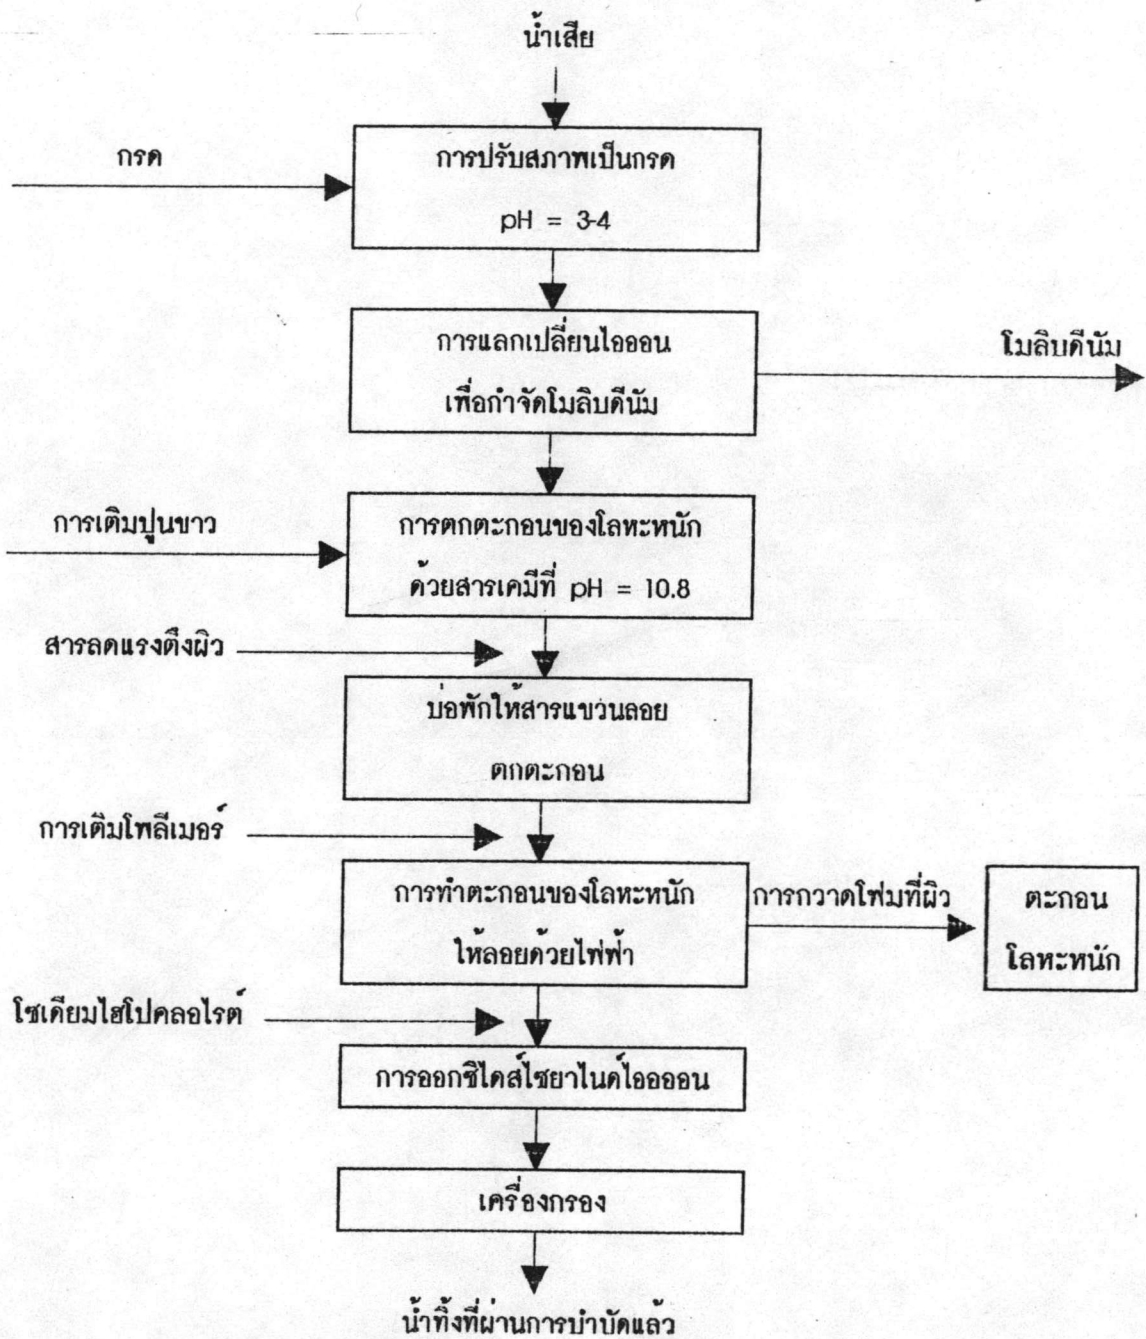 น้ำเสีย
กรด
การปรับสภาพเป็นกรด
pH = 3-4
การแลกเปลี่ยนไอออน
เพื่อกำจัดโมลิบดีนัม
โมลิบดีนัม
การเติมปูนขาว
การตกตะกอนของโลหะหนัก
ด้วยสารเคมีที่ pH = 10.8
สารลดแรงตึงผิว
บ่อพักให้สารแขวนลอย
ตกตะกอน
การเติมโพลีเมอร์
การทำตะกอนของโลหะหนัก
ให้ลอยด้วยไฟฟ้า
การกวาดโฟมที่ผิว
ตะกอน
โลหะหนัก
โซเดียมไฮโปคลอไรต์
การออกซิไดส์ไซยาไนด์ไอออออน
เครื่องกรอง
น้ำทิ้งที่ผ่านการบำบัดแล้ว